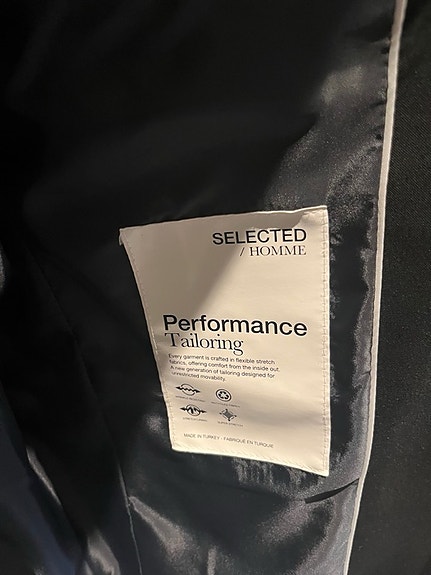 SELECTED
/ HOMME
Performance
Tailoring
Every garment is crafted in flexible stretch
fabrics, offering comfort from the inside out.
A new generation of tailoring designed for
unrestricted movability.
MADE IN TURKEY · FABRIQUÉ EN TURQUIE